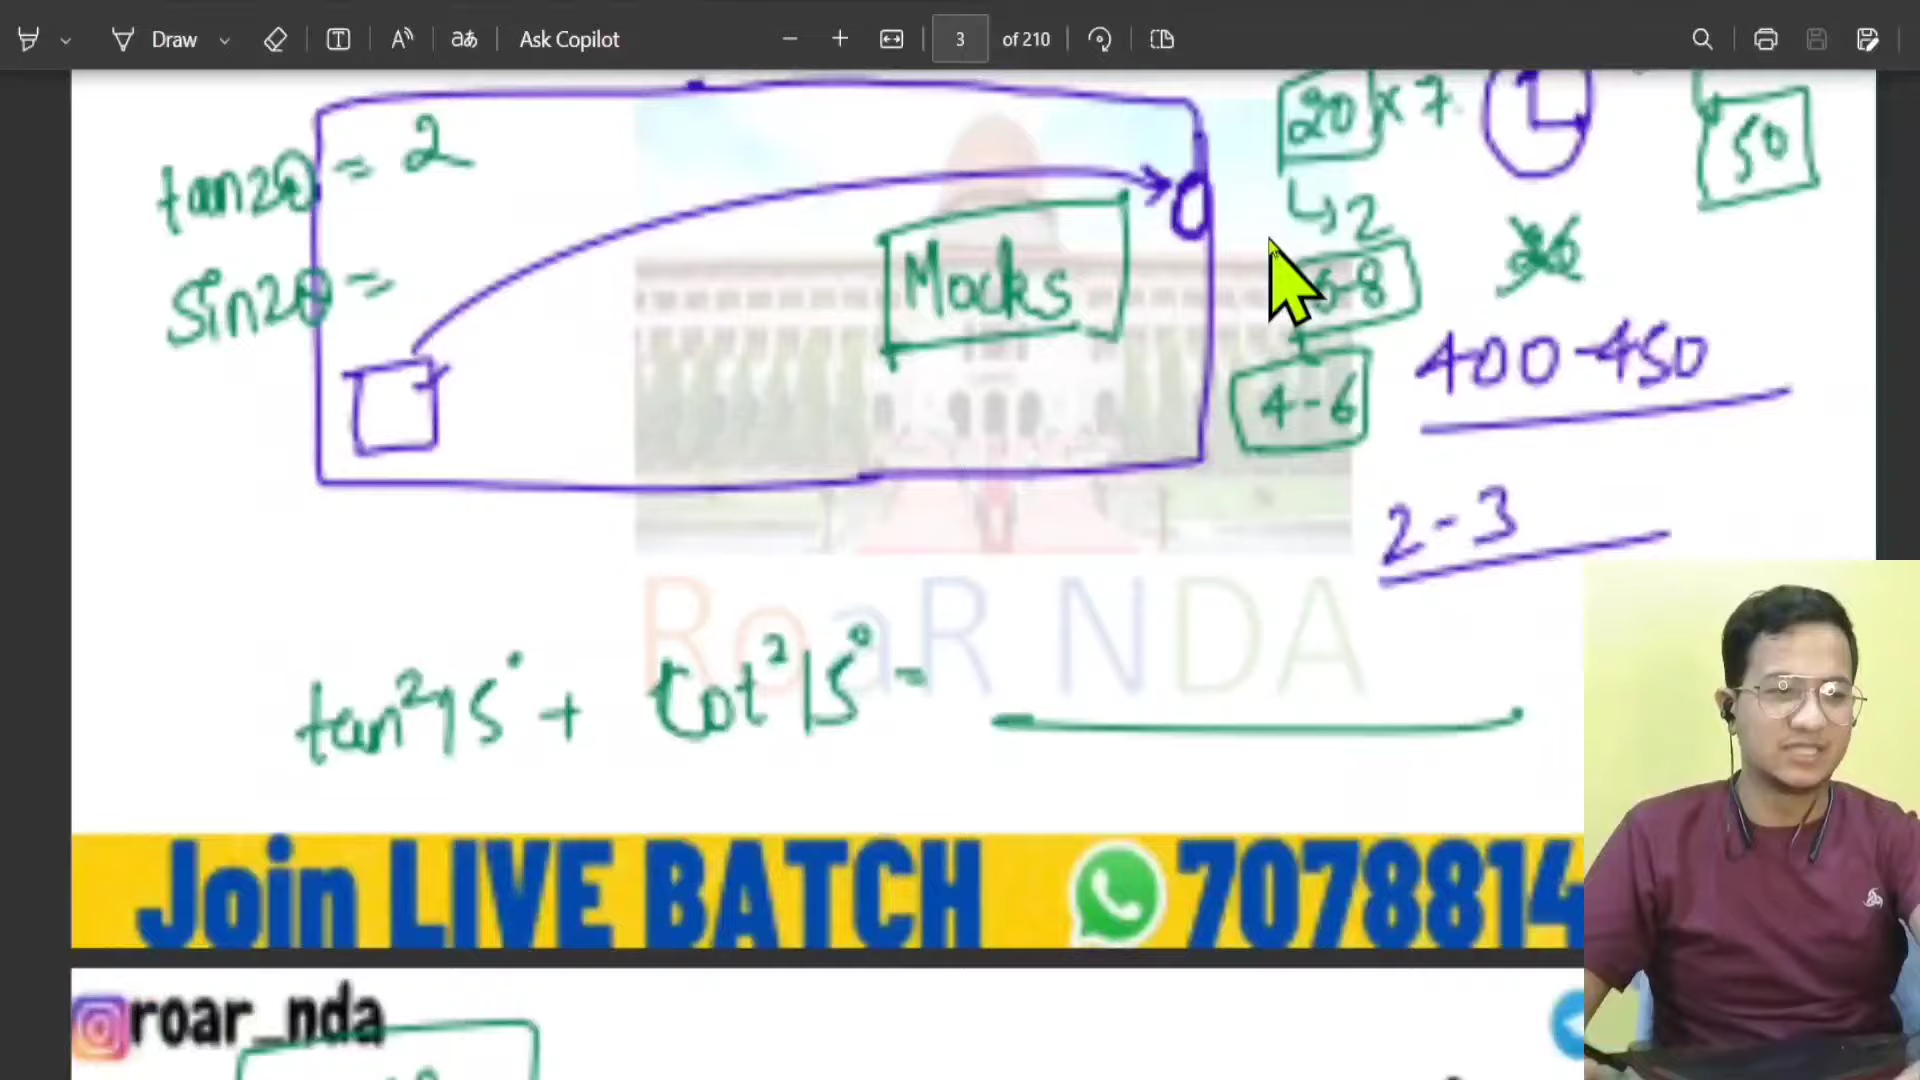 Draw
Ask Copilot
3 of 210
20 x 7
50
tan2θ = 2
↳2
sin2θ =
Mocks
6-8
400-450
4-6
2-3
RoaR NDA
tan²75° + cot²15° =
Join LIVE BATCH 7078814
roar_nda